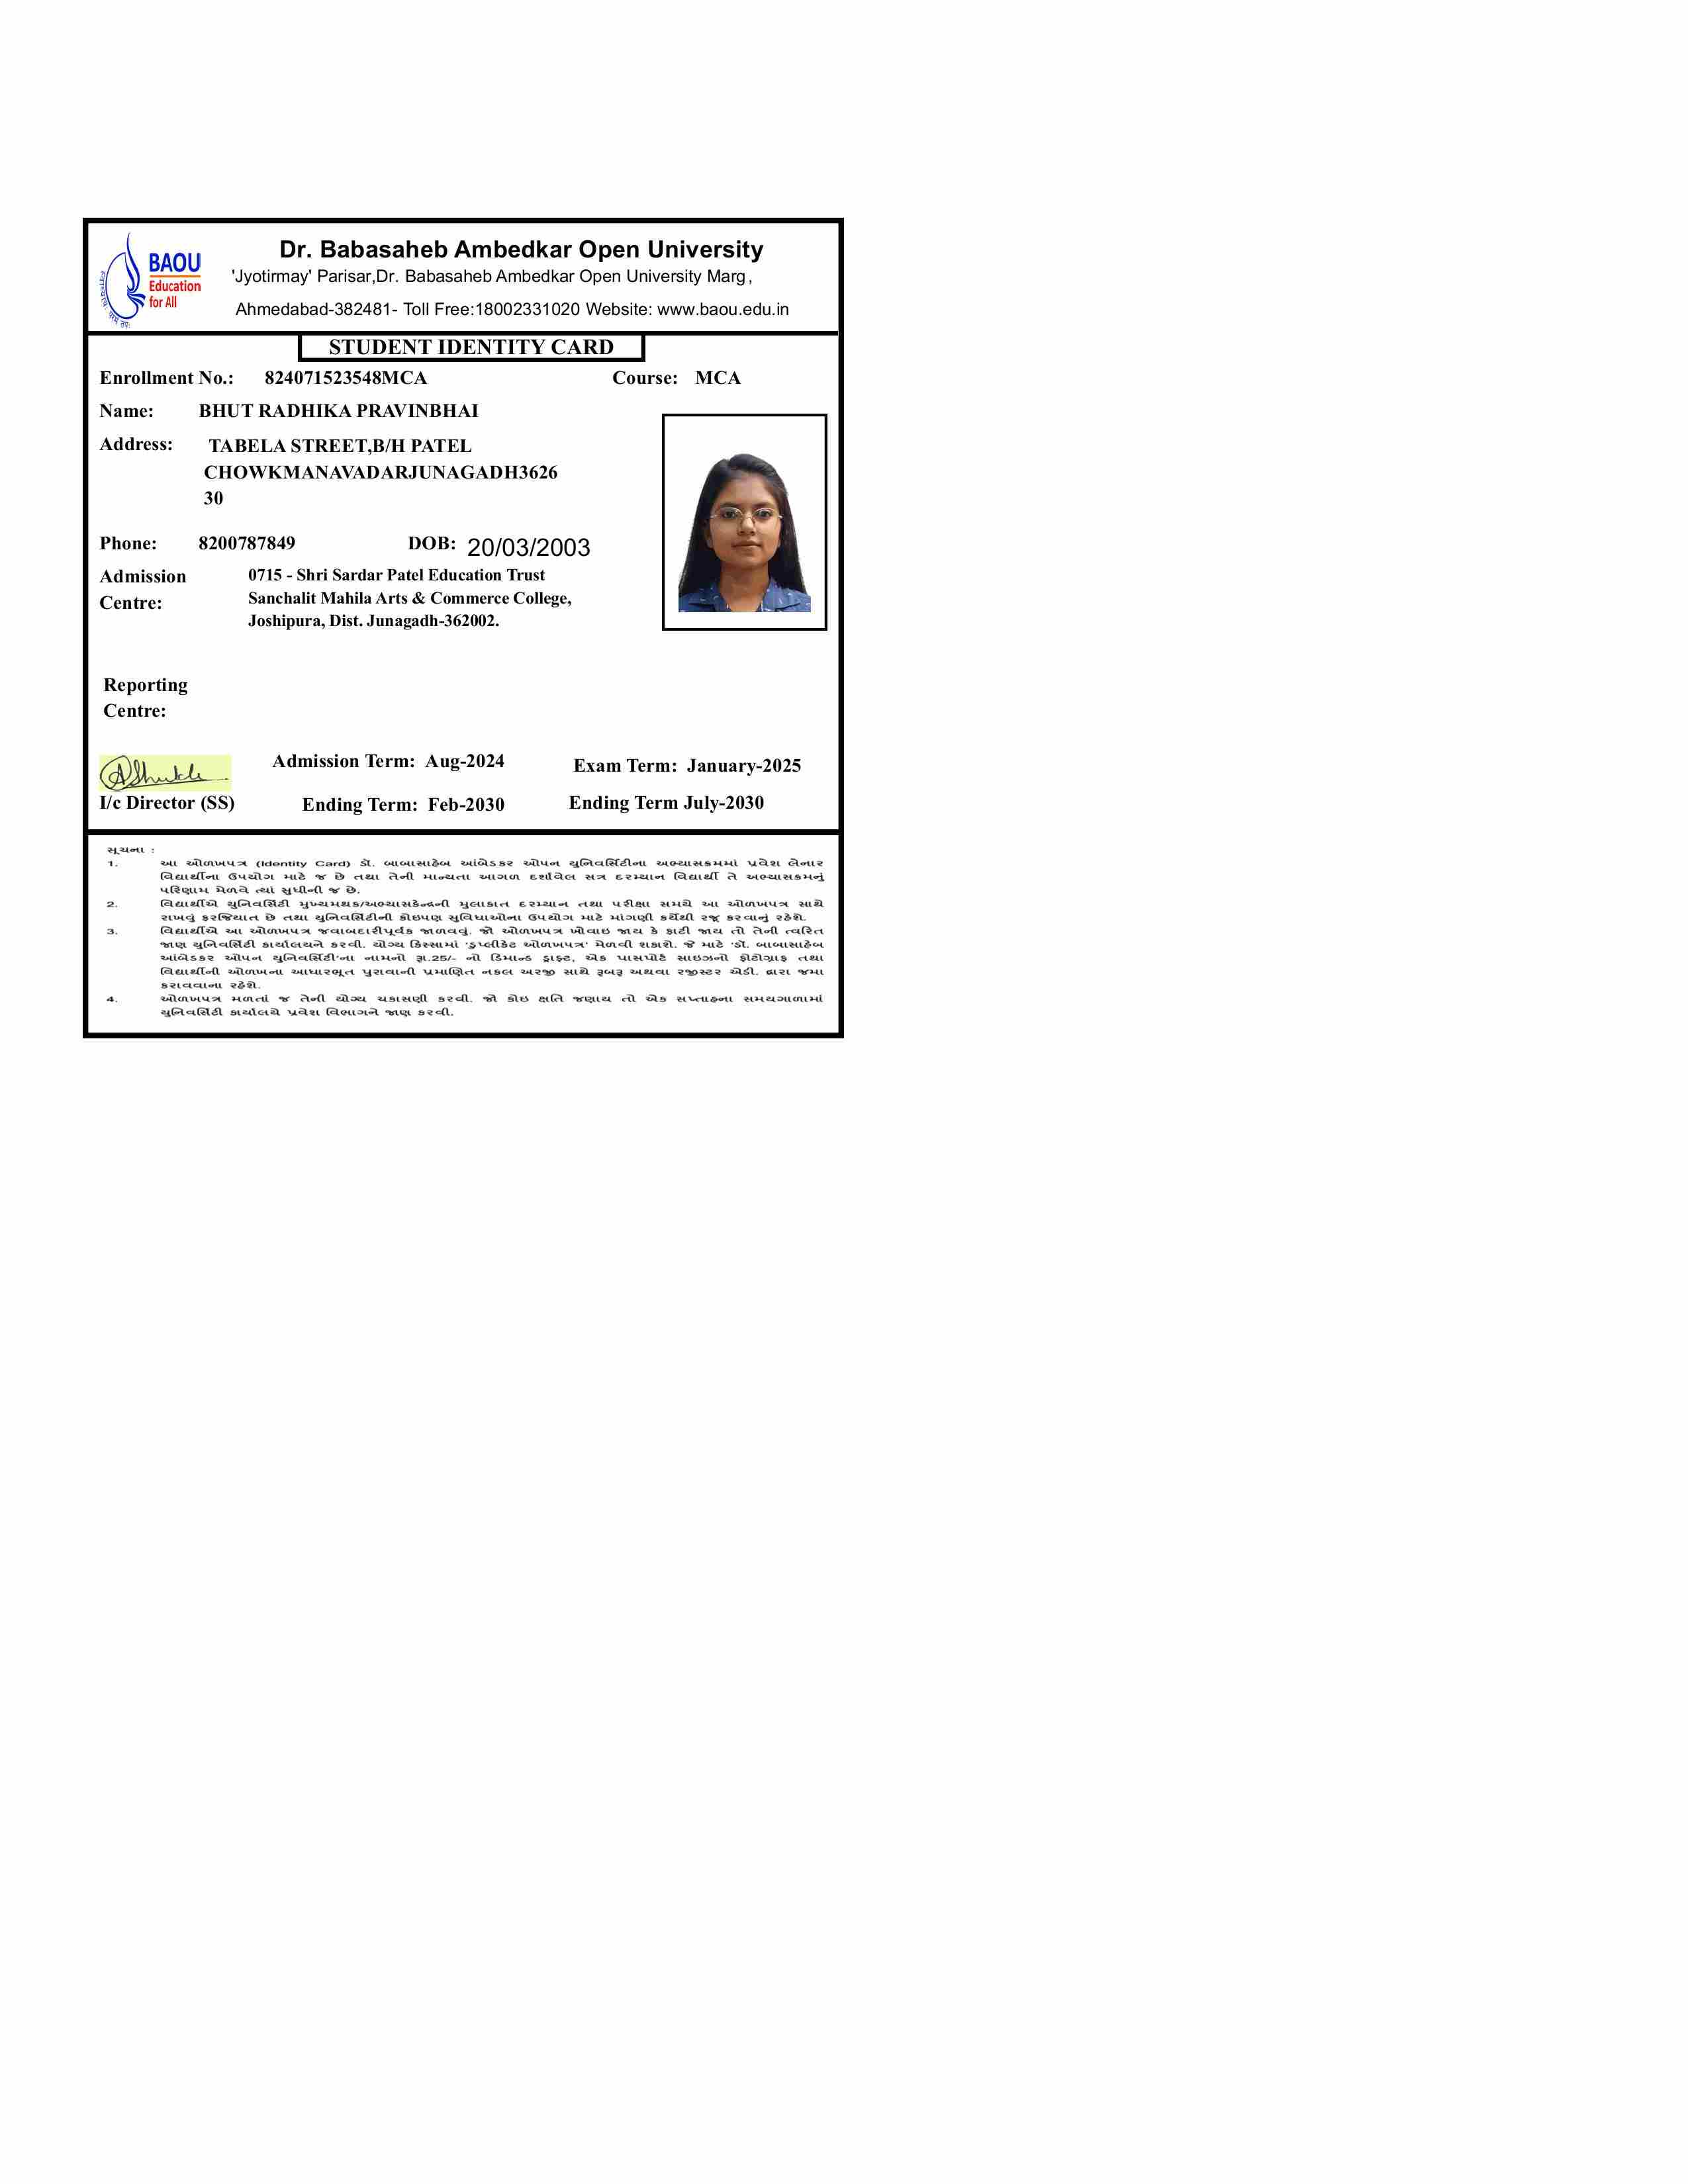 BAOU
Education
for All
Dr. Babasaheb Ambedkar Open University
'Jyotirmay' Parisar,Dr. Babasaheb Ambedkar Open University Marg ,
Ahmedabad-382481- Toll Free:18002331020 Website: www.baou.edu.in
STUDENT IDENTITY CARD
Enrollment No.: 824071523548MCA Course: MCA
Name: BHUT RADHIKA PRAVINBHAI
Address: TABELA STREET,B/H PATEL
CHOWKMANAVADARJUNAGADH3626
30
Phone: 8200787849 DOB: 20/03/2003
Admission 0715 - Shri Sardar Patel Education Trust
Centre: Sanchalit Mahila Arts & Commerce College,
Joshipura, Dist. Junagadh-362002.
Reporting
Centre:
Admission Term: Aug-2024 Exam Term: January-2025
I/c Director (SS) Ending Term: Feb-2030 Ending Term July-2030
સૂચના :
1. આ ઓળખપત્ર (Identity Card) ડૉ. બાબાસાહેબ આંબેડકર ઓપન યુનિવર્સિટીના અભ્યાસક્રમમાં પ્રવેશ લેનાર
વિદ્યાર્થીના ઉપયોગ માટે જ છે તથા તેની માન્યતા આગળ દર્શાવેલ સત્ર દરમ્યાન વિદ્યાર્થી તે અભ્યાસક્રમનું
પરિણામ મેળવે ત્યાં સુધીની જ છે.
2. વિદ્યાર્થીએ યુનિવર્સિટી મુખ્યમથક/અભ્યાસકેન્દ્રની મુલાકાત દરમ્યાન તથા પરીક્ષા સમયે આ ઓળખપત્ર સાથે
રાખવું ફરજિયાત છે તથા યુનિવર્સિટીની કોઇપણ સુવિધાઓના ઉપયોગ માટે માંગણી કર્યેથી રજૂ કરવાનું રહેશે.
3. વિદ્યાર્થીએ આ ઓળખપત્ર જવાબદારીપૂર્વક જાળવવું. જો ઓળખપત્ર ખોવાઇ જાય કે ફાટી જાય તો તેની ત્વરિત
જાણ યુનિવર્સિટી કાર્યાલયને કરવી. યોગ્ય કિસ્સામાં 'ડુપ્લીકેટ ઓળખપત્ર' મેળવી શકાશે. જે માટે 'ડૉ. બાબાસાહેબ
આંબેડકર ઓપન યુનિવર્સિટી'ના નામનો રૂા.25/- નો ડિમાન્ડ ડ્રાફ્ટ, એક પાસપોર્ટ સાઇઝનો ફોટોગ્રાફ તથા
વિદ્યાર્થીની ઓળખના આધારભૂત પુરાવાની પ્રમાણિત નકલ અરજી સાથે રૂબરૂ અથવા રજીસ્ટર એડી. દ્વારા જમા
કરાવવાના રહેશે.
4. ઓળખપત્ર મળતાં જ તેની યોગ્ય ચકાસણી કરવી. જો કોઇ ક્ષતિ જણાય તો એક સપ્તાહના સમયગાળામાં
યુનિવર્સિટી કાર્યાલયે પ્રવેશ વિભાગને જાણ કરવી.